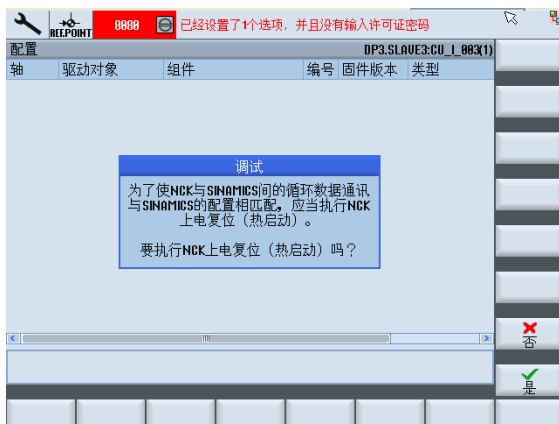 REF.POINT
8080
已经设置了1个选项，并且没有输入许可证密码
配置
DP3.SLAVE3:CU_I_003(1)
轴 驱动对象 组件 编号 固件版本 类型
调试
为了使NCK与SINAMICS间的循环数据通讯
与SINAMICS的配置相匹配，应当执行NCK
上电复位（热启动）。
要执行NCK上电复位（热启动）吗？
否
是